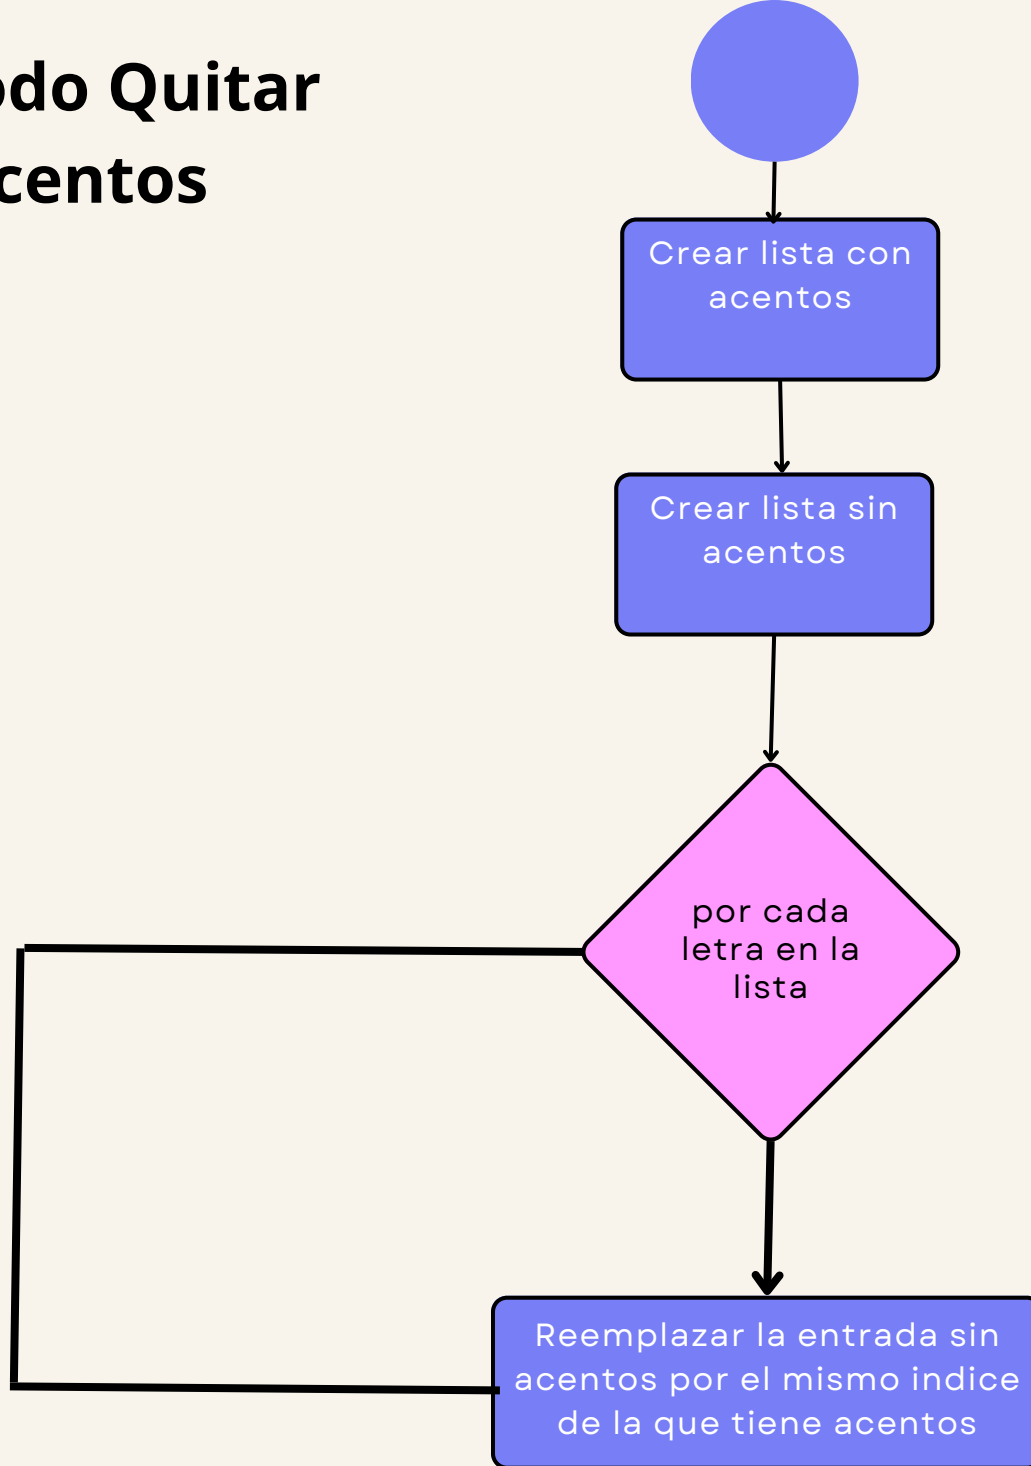 odo Quitar
centos
Crear lista con
acentos
Crear lista sin
acentos
por cada
letra en la
lista
Reemplazar la entrada sin
acentos por el mismo indice
de la que tiene acentos